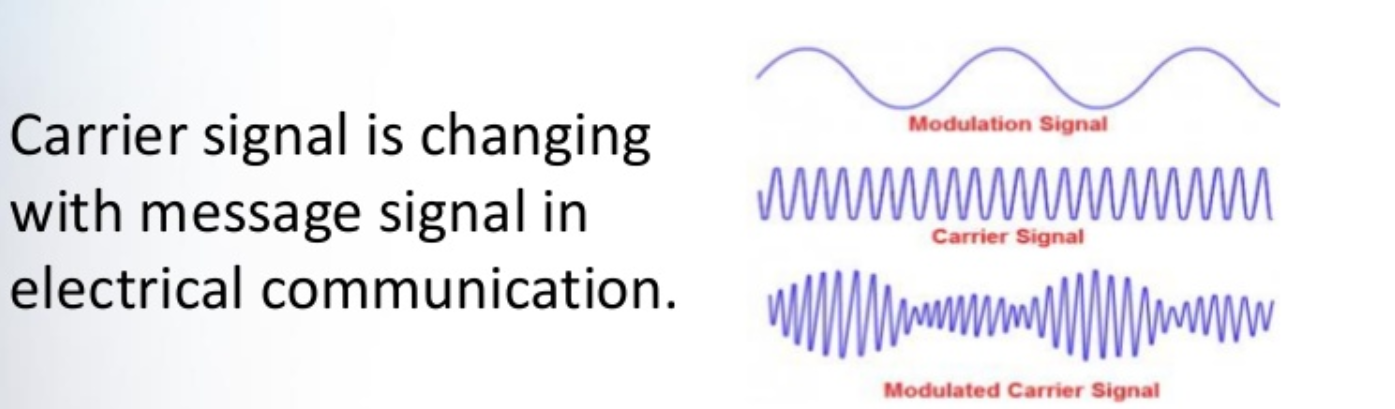 Carrier signal is changing
with message signal in
electrical communication.
Modulation Signal
Carrier Signal
Modulated Carrier Signal